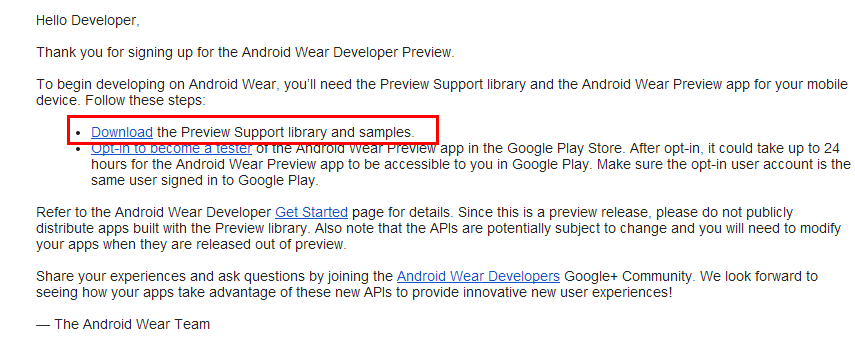 Hello Developer,
Thank you for signing up for the Android Wear Developer Preview.
To begin developing on Android Wear, you’ll need the Preview Support library and the Android Wear Preview app for your mobile
device. Follow these steps:
• Download the Preview Support library and samples.
• Opt-in to become a tester of the Android Wear Preview app in the Google Play Store. After opt-in, it could take up to 24
hours for the Android Wear Preview app to be accessible to you in Google Play. Make sure the opt-in user account is the
same user signed in to Google Play.
Refer to the Android Wear Developer Get Started page for details. Since this is a preview release, please do not publicly
distribute apps built with the Preview library. Also note that the APIs are potentially subject to change and you will need to modify
your apps when they are released out of preview.
Share your experiences and ask questions by joining the Android Wear Developers Google+ Community. We look forward to
seeing how your apps take advantage of these new APIs to provide innovative new user experiences!
— The Android Wear Team